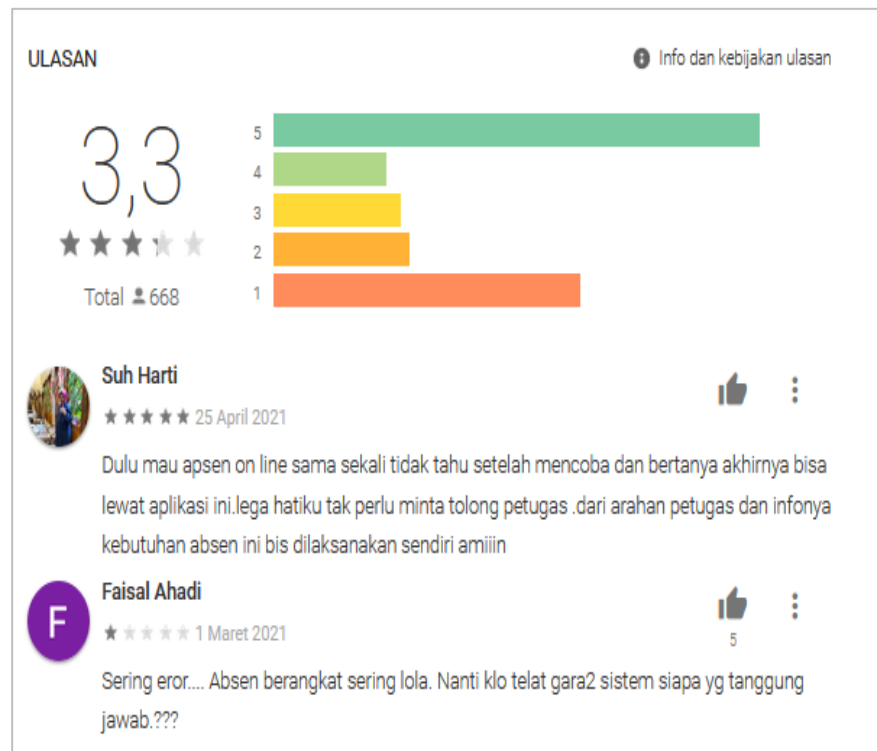 ULASAN
Info dan kebijakan ulasan
3,3
5
4
3
2
1
Total 668
Suh Harti
25 April 2021
Dulu mau apsen on line sama sekali tidak tahu setelah mencoba dan bertanya akhirnya bisa
lewat aplikasi ini.lega hatiku tak perlu minta tolong petugas .dari arahan petugas dan infonya
kebutuhan absen ini bis dilaksanakan sendiri amiiin
F
Faisal Ahadi
1 Maret 2021
5
Sering eror.... Absen berangkat sering lola. Nanti klo telat gara2 sistem siapa yg tanggung
jawab.???